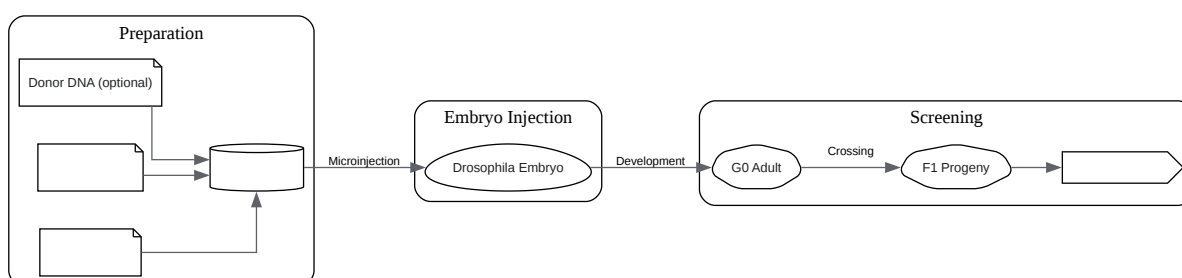 Preparation
Donor DNA (optional)
Microinjection
Embryo Injection
Drosophila Embryo
Development
Screening
G0 Adult
Crossing
F1 Progeny